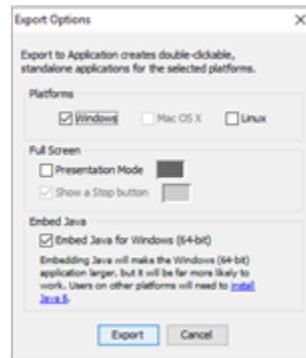 Export Options
Export to Application creates double-clickable,
standalone applications for the selected platforms.
Platforms
Windows Mac OS X Linux
Full Screen
Presentation Mode
Show a Stop button
Embed Java
Embed Java for Windows (64-bit)
Embedding Java will make the Windows (64-bit)
application larger, but it will be far more likely to
work. Users on other platforms will need to install
Java 8.
Export Cancel